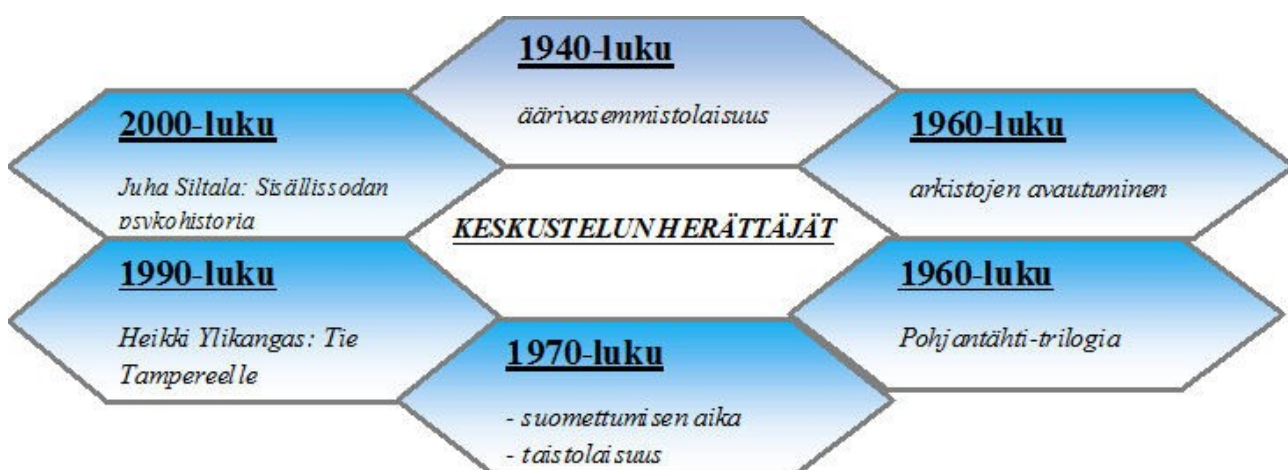 1940-luku
äärivasemmistolaisuus
1960-luku
arkistojen avautuminen
1960-luku
Pohjantähti-trilogia
1970-luku
- suomettumisen aika
- taistolaisuus
1990-luku
Heikki Ylikangas: Tie
Tampereelle
2000-luku
Juha Siltala: Sisällissodan
psykohistoria
KESKUSTELUN HERÄTTÄJÄT